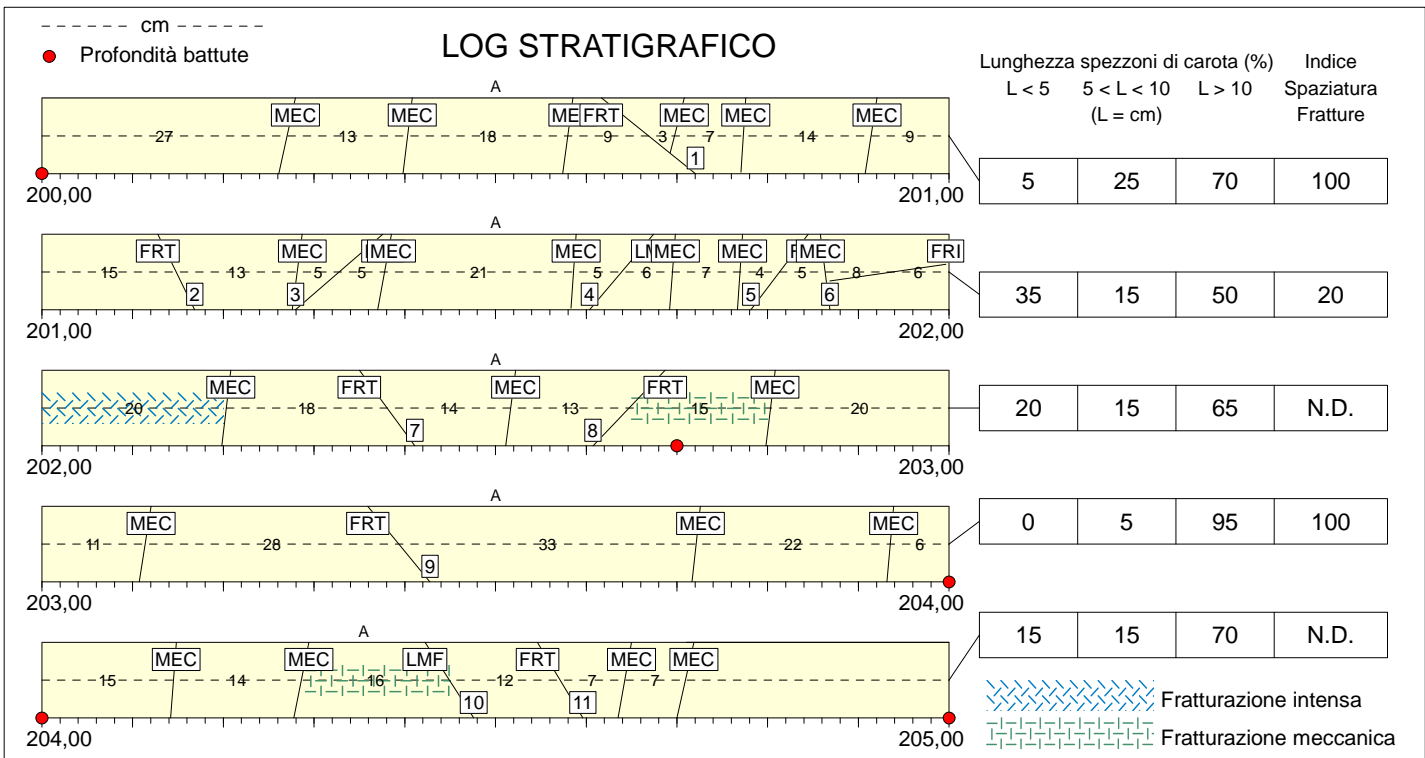 cm
Profondità battute
LOG STRATIGRAFICO
Lunghezza spezzoni di carota (%)
L < 5
5 < L < 10
L > 10
(L = cm)
Indice
Spaziatura
Fratture
A
MEC MEC MEC FRT MEC MEC MEC
27 13 18 9 3 7 14 9
1
200,00 201,00
5 25 70 100
A
FRT MEC MEC MEC MEC MEC MEC FRI
15 13 5 5 21 5 6 7 4 5 8 6
2 3 4 5 6
201,00 202,00
35 15 50 20
A
MEC FRT MEC FRT MEC
20 18 14 13 15 20
7 8
202,00 203,00
20 15 65 N.D.
A
MEC FRT MEC MEC
11 28 33 22 6
9
203,00 204,00
0 5 95 100
A
MEC MEC LMF FRT MEC MEC
15 14 16 12 7 7
10 11
204,00 205,00
15 15 70 N.D.
Fratturazione intensa
Fratturazione meccanica